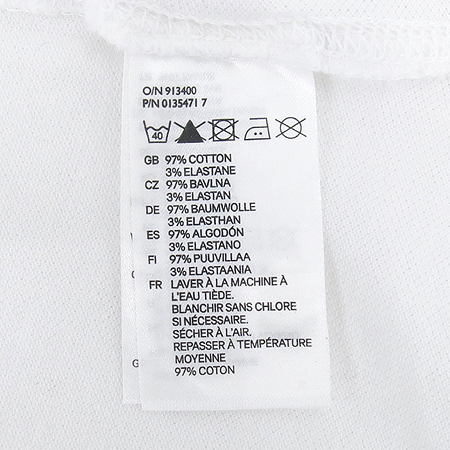 O/N 913400
P/N 0135471 7
40
GB 97% COTTON
3% ELASTANE
CZ 97% BAVLNA
3% ELASTAN
DE 97% BAUMWOLLE
3% ELASTHAN
ES 97% ALGODÓN
3% ELASTANO
FI 97% PUUVILLAA
3% ELASTAANIA
FR LAVER À LA MACHINE À
L'EAU TIÈDE.
BLANCHIR SANS CHLORE
SI NÉCESSAIRE.
SÉCHER À L'AIR.
REPASSER À TEMPÉRATURE
MOYENNE
97% COTON